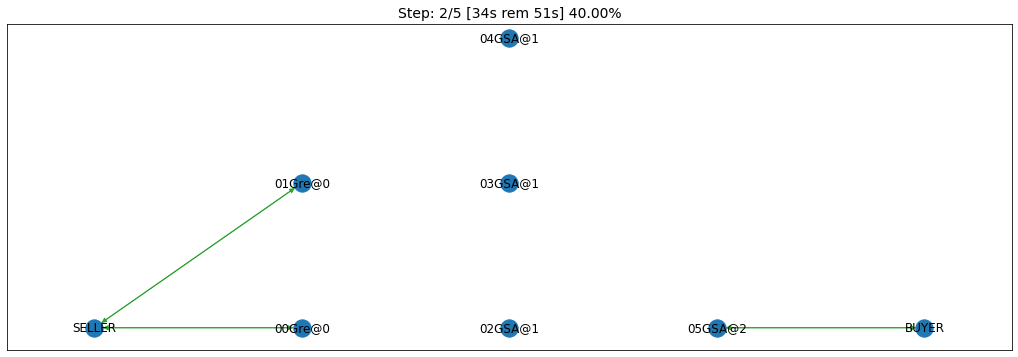 Step: 2/5 [34s rem 51s] 40.00%
04GSA@1
01Gre@0
03GSA@1
SELLER
00Gre@0
02GSA@1
05GSA@2
BUYER